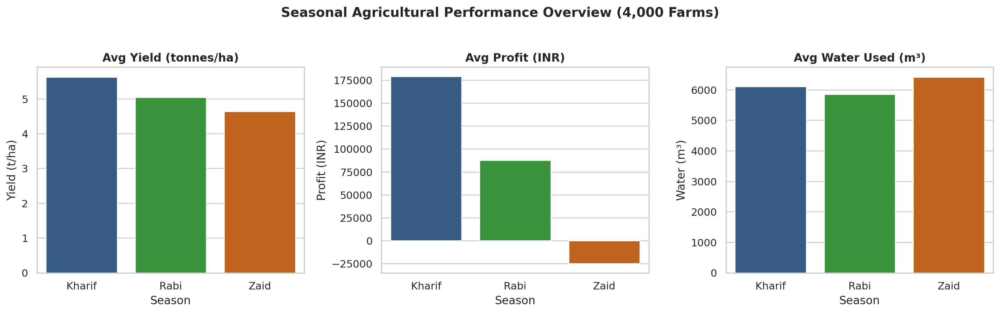 Seasonal Agricultural Performance Overview (4,000 Farms)
Avg Yield (tonnes/ha)
Yield (t/ha)
5
4
3
2
1
0
Kharif Rabi Zaid
Season
Avg Profit (INR)
Profit (INR)
175000
150000
125000
100000
75000
50000
25000
0
−25000
Kharif Rabi Zaid
Season
Avg Water Used (m³)
Water (m³)
6000
5000
4000
3000
2000
1000
0
Kharif Rabi Zaid
Season